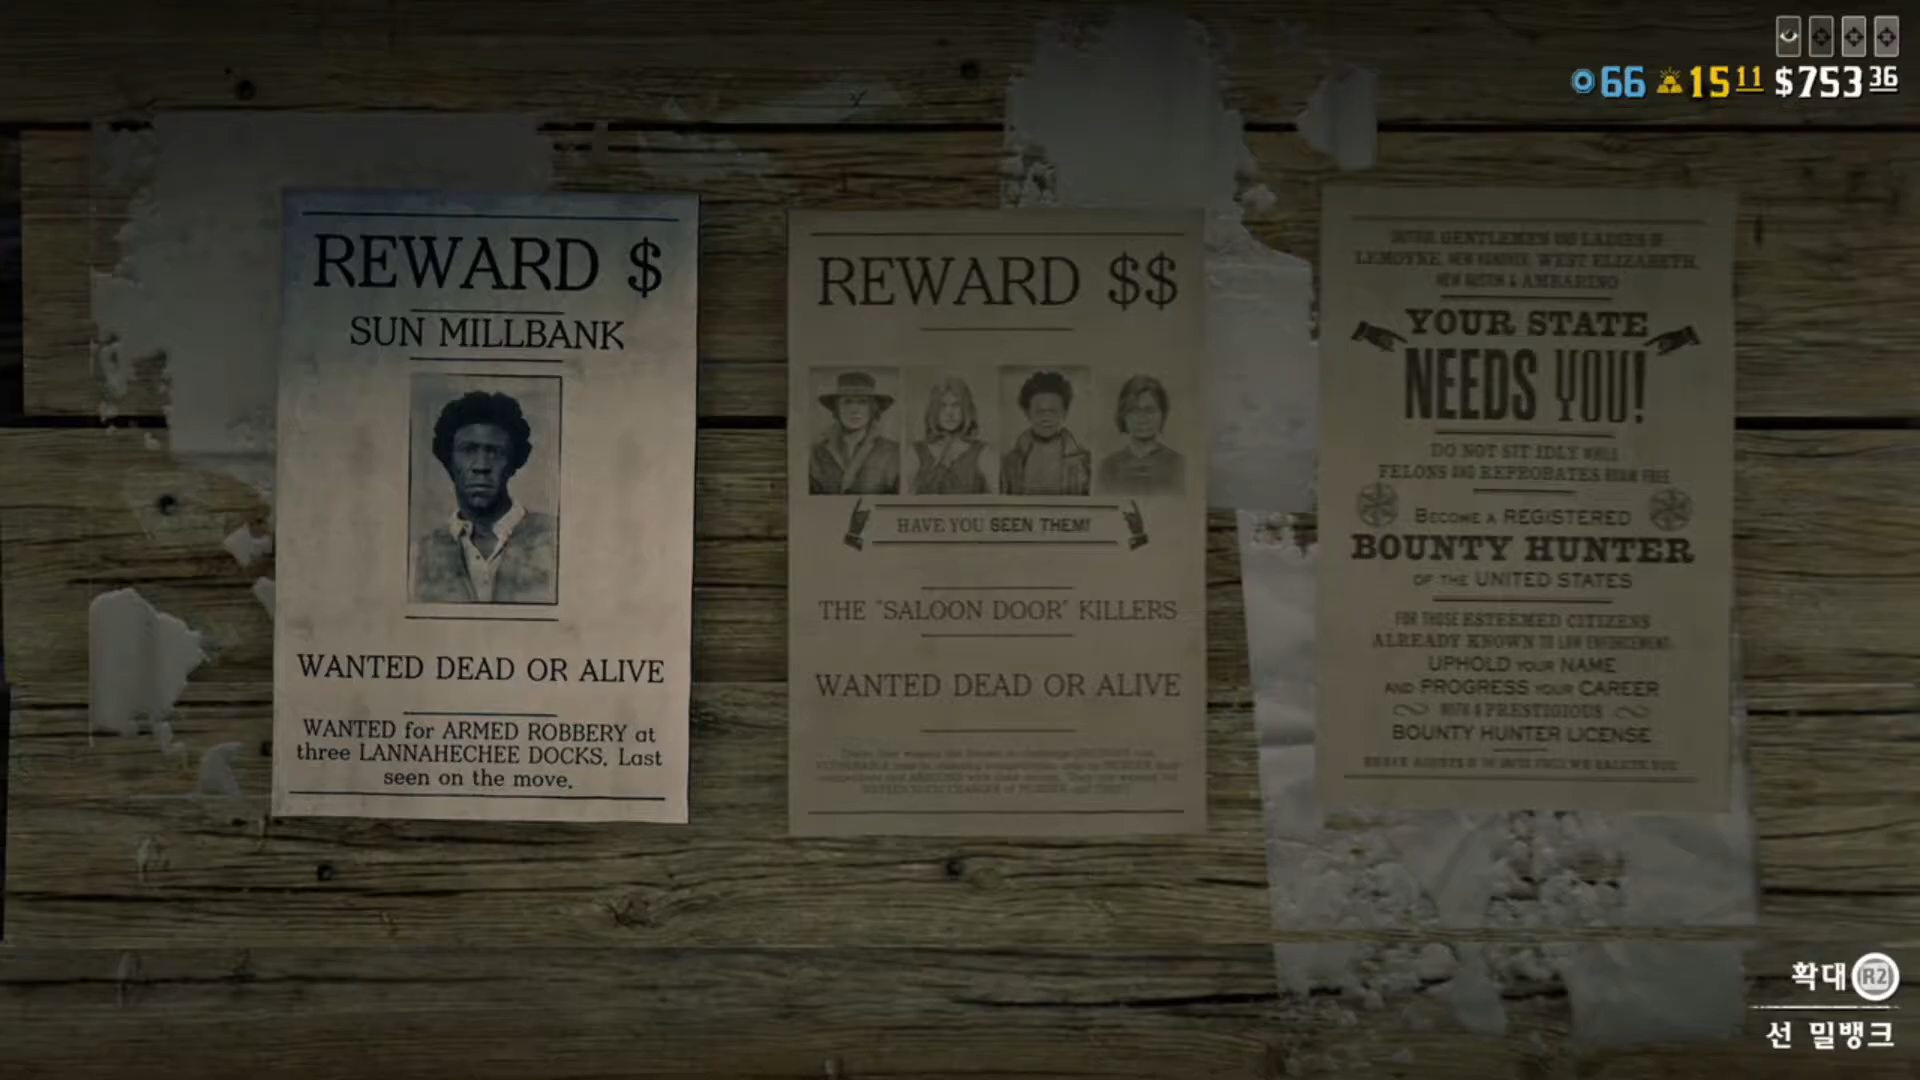 66 15 11 $753 36
REWARD $
SUN MILLBANK
WANTED DEAD OR ALIVE
WANTED for ARMED ROBBERY at
three LANNAHECHEE DOCKS. Last
seen on the move.
REWARD $$
HAVE YOU SEEN THEM!
THE "SALOON DOOR" KILLERS
WANTED DEAD OR ALIVE
GENTLEMEN AND LADIES OF
LEMOYNE, NEW HANOVER, WEST ELIZABETH,
NEW AUSTIN & AMBARINO
YOUR STATE
NEEDS YOU!
DO NOT SIT IDLY WHILE
FELONS AND REPROBATES ROAM FREE
BECOME A REGISTERED
BOUNTY HUNTER
OF THE UNITED STATES
FOR THOSE ESTEEMED CITIZENS
ALREADY KNOWN TO LAW ENFORCEMENT.
UPHOLD YOUR NAME
AND PROGRESS YOUR CAREER
WITH A PRESTIGIOUS
BOUNTY HUNTER LICENSE
확대 R2
선 밀뱅크